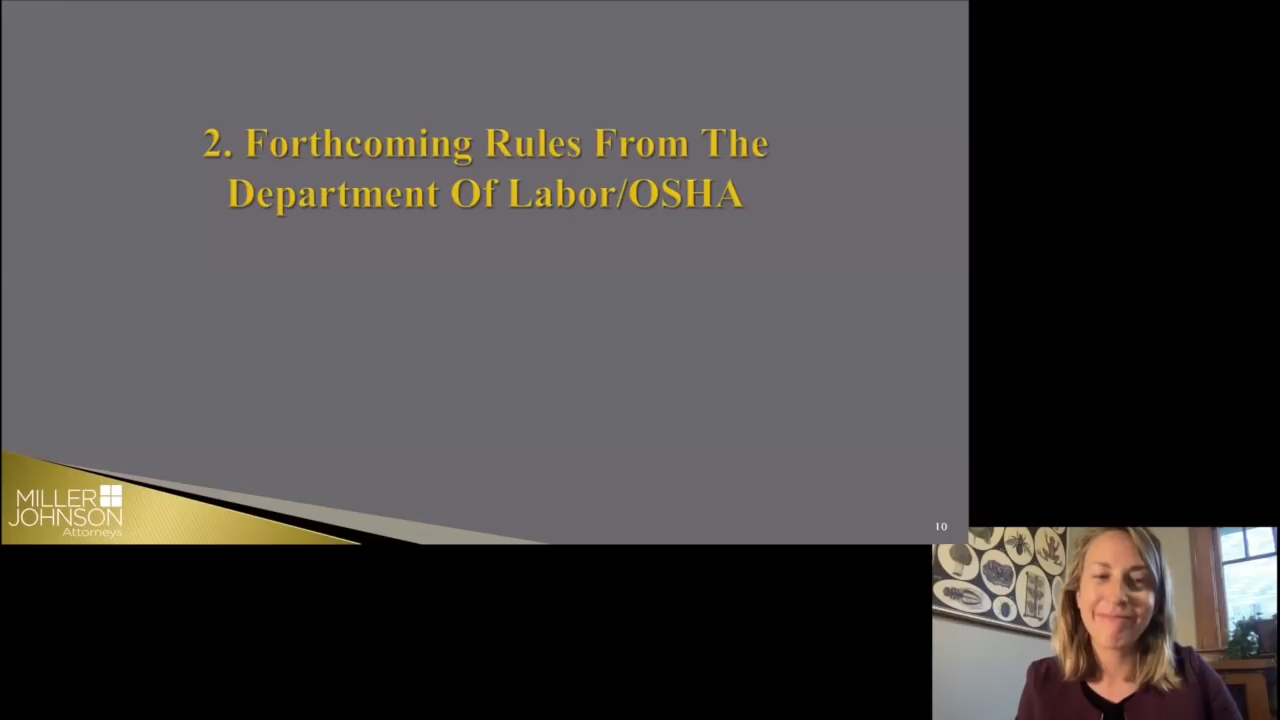 2. Forthcoming Rules From The
Department Of Labor/OSHA
MILLER
JOHNSON
Attorneys
10